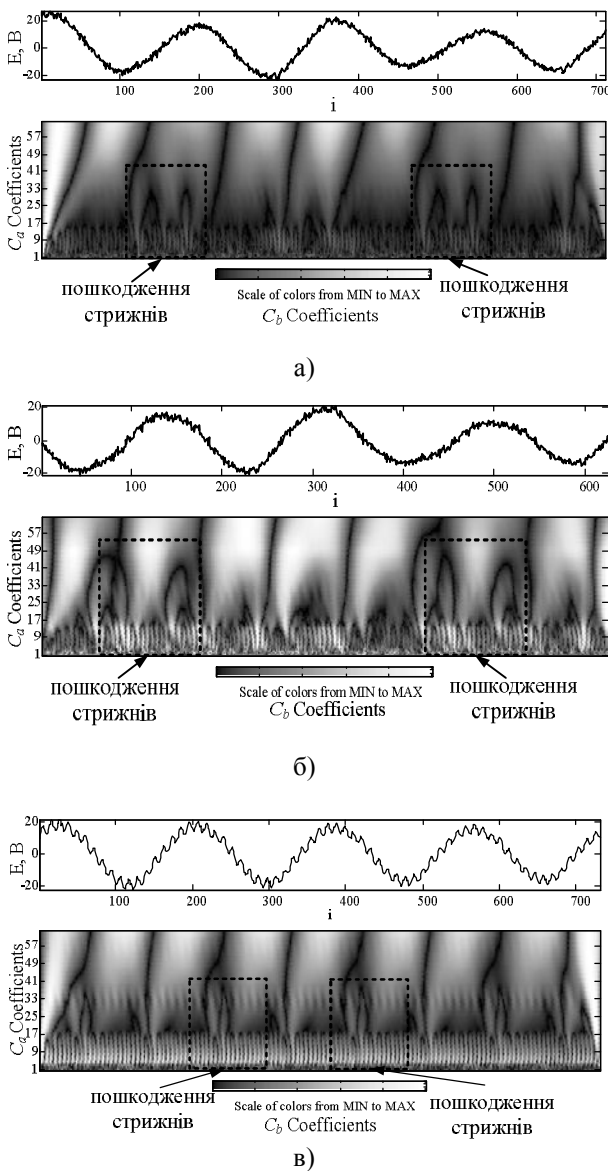 E, B
20
0
-20
100 200 300 400 500 600 700
i
C_a Coefficients
57
49
41
33
25
17
9
1
пошкодження
стрижнів
Scale of colors from MIN to MAX
C_b Coefficients
пошкодження
стрижнів
а)
E, B
20
0
-20
100 200 300 400 500 600
i
C_a Coefficients
57
49
41
33
25
17
9
1
пошкодження
стрижнів
Scale of colors from MIN to MAX
C_b Coefficients
пошкодження
стрижнів
б)
E, B
20
0
-20
100 200 300 400 500 600 700
i
C_a Coefficients
57
49
41
33
25
17
9
1
пошкодження
стрижнів
Scale of colors from MIN to MAX
C_b Coefficients
пошкодження
стрижнів
в)